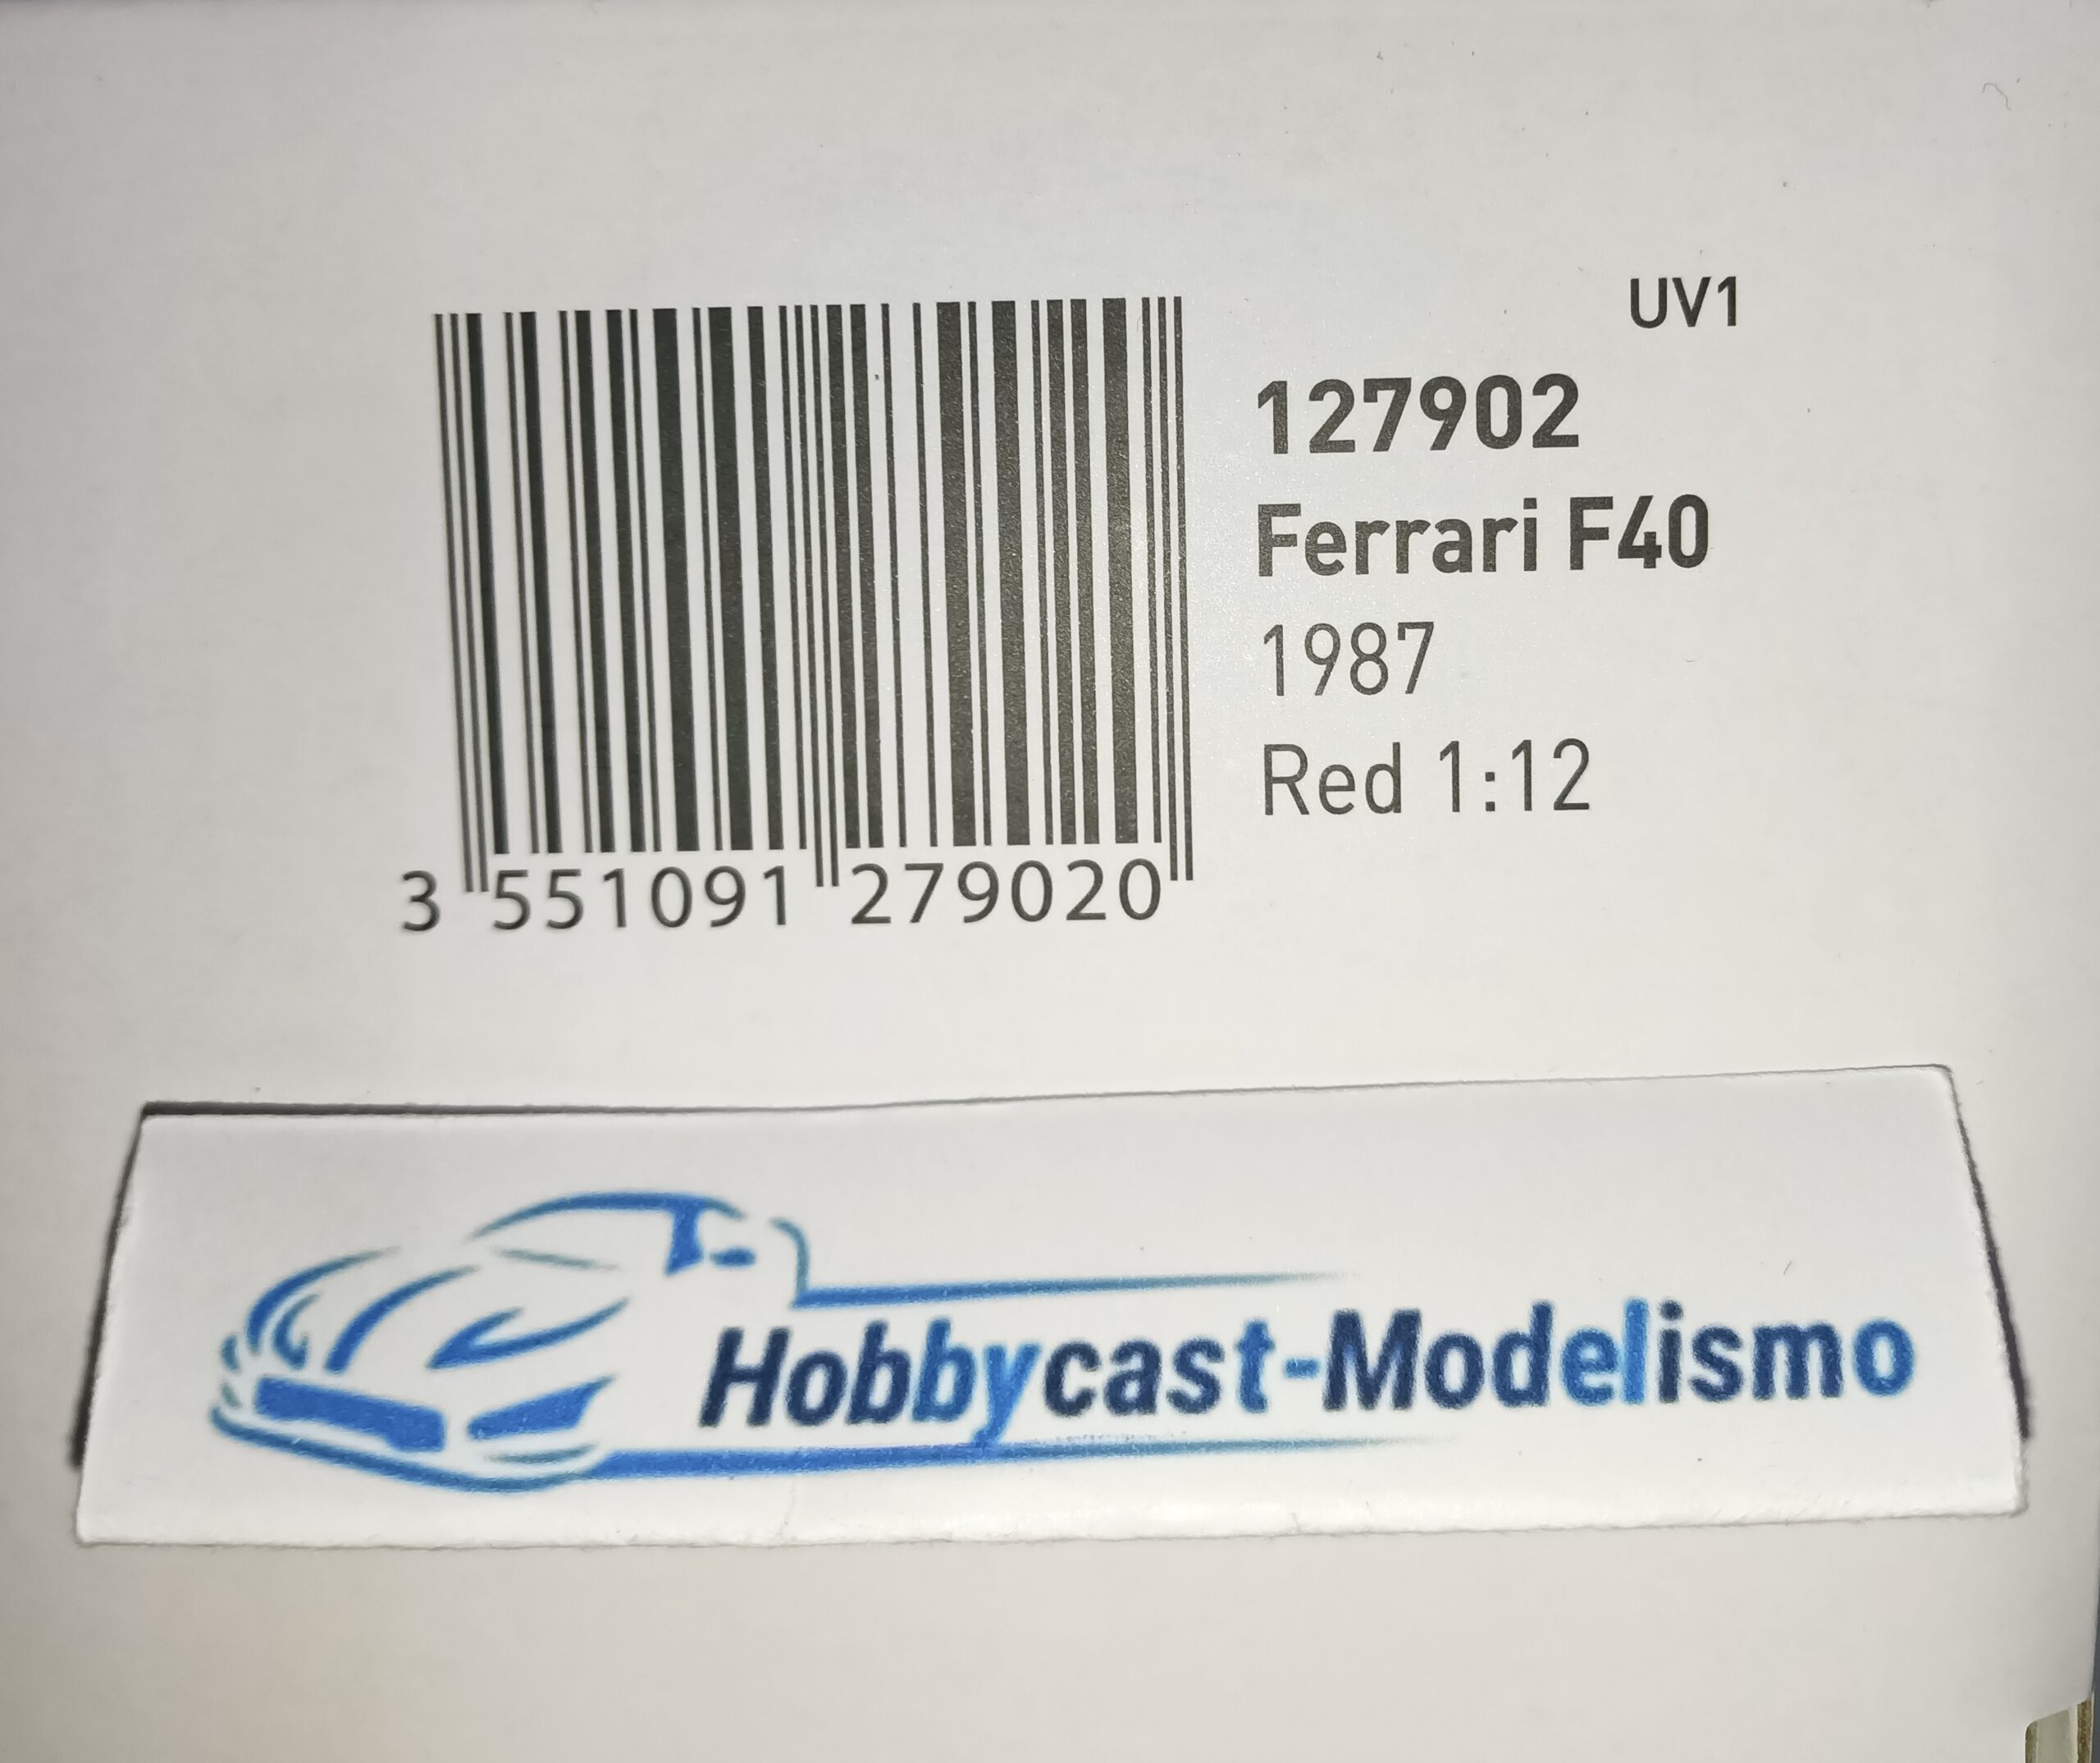 UV1
127902
Ferrari F40
1987
Red 1:12
3 551091 279020
Hobbycast-Modelismo